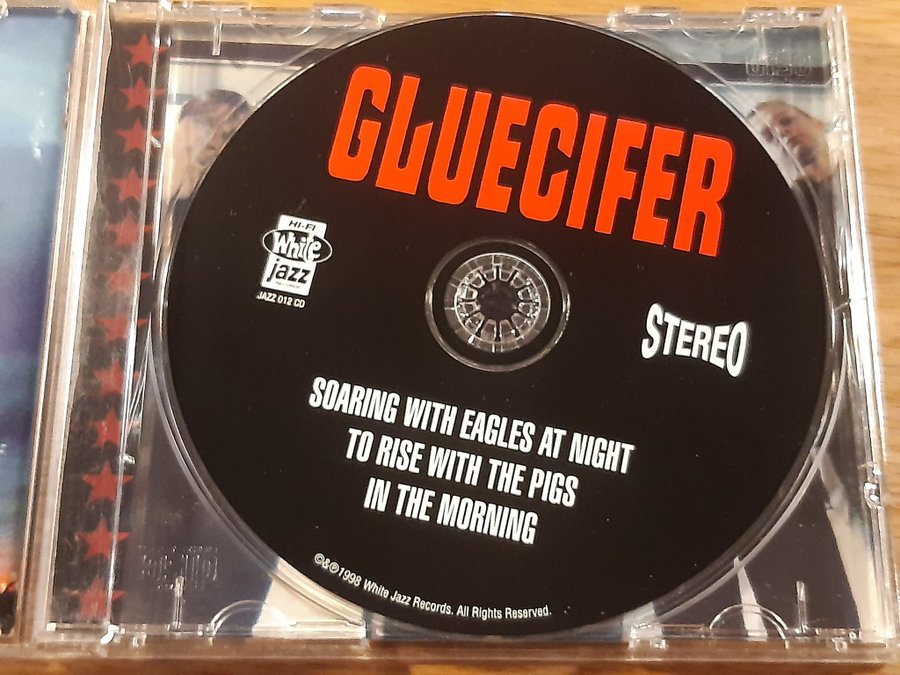 GLUECIFER
HI-FI
White
jazz
JAZZ 012 CD
STEREO
SOARING WITH EAGLES AT NIGHT
TO RISE WITH THE PIGS
IN THE MORNING
©&℗1998 White Jazz Records. All Rights Reserved.